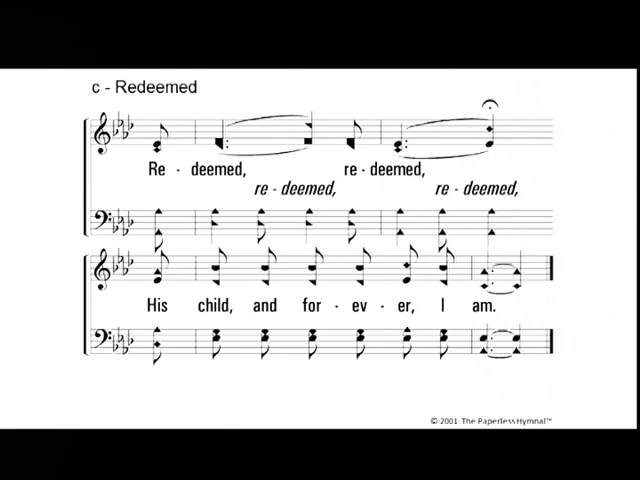 c - Redeemed
Re - deemed, re - deemed,
re - deemed, re - deemed,
His child, and for - ev - er, I am.
© 2001 The Paperless Hymnal™